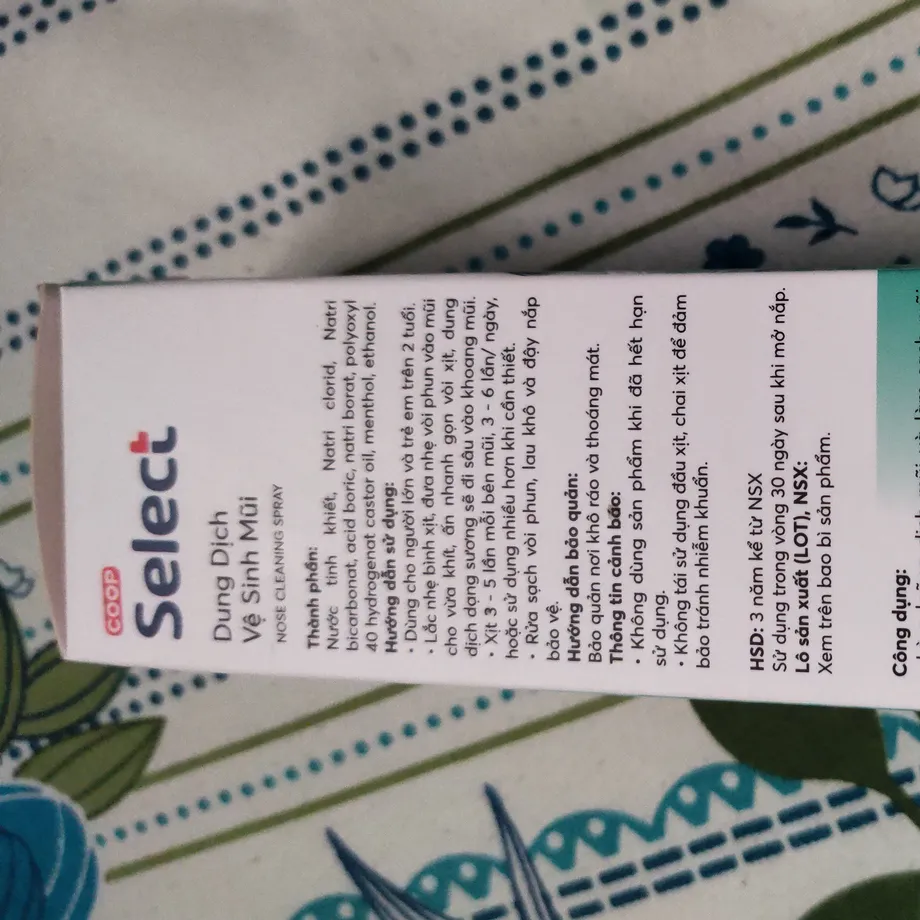 COOP
Select
Dung Dịch
Vệ Sinh Mũi
NOSE CLEANING SPRAY
Thành phần:
Nước tinh khiết, Natri clorid, Natri
bicarbonat, acid boric, natri borat, polyoxyl
40 hydrogenat castor oil, menthol, ethanol.
Hướng dẫn sử dụng:
• Dùng cho người lớn và trẻ em trên 2 tuổi.
• Lắc nhẹ bình xịt, đưa nhẹ vòi phun vào mũi
cho vừa khít, ấn nhanh gọn vòi xịt, dung
dịch dạng sương sẽ đi sâu vào khoang mũi.
• Xịt 3 - 5 lần mỗi bên mũi, 3 - 6 lần/ ngày,
hoặc sử dụng nhiều hơn khi cần thiết.
• Rửa sạch vòi phun, lau khô và đậy nắp
bảo vệ.
Hướng dẫn bảo quản:
Bảo quản nơi khô ráo và thoáng mát.
Thông tin cảnh báo:
• Không dùng sản phẩm khi đã hết hạn
sử dụng.
• Không tái sử dụng đầu xịt, chai xịt để đảm
bảo tránh nhiễm khuẩn.
HSD: 3 năm kể từ NSX
Sử dụng trong vòng 30 ngày sau khi mở nắp.
Lô sản xuất (LOT), NSX:
Xem trên bao bì sản phẩm.
Công dụng: